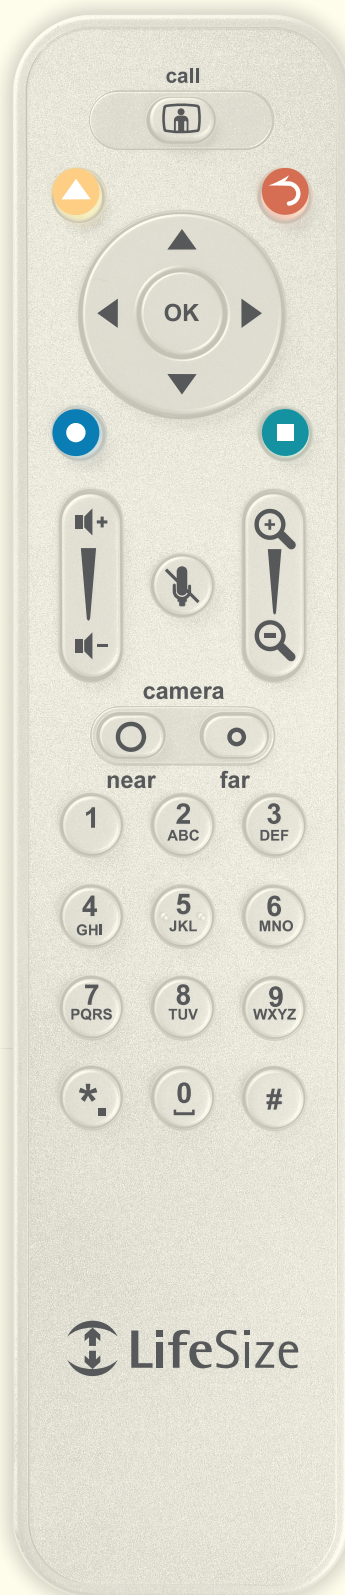 call
OK
+
-
camera
near far
1 2 3
ABC DEF
4 5 6
GHI JKL MNO
7 8 9
PQRS TUV WXYZ
*. 0 #
LifeSize